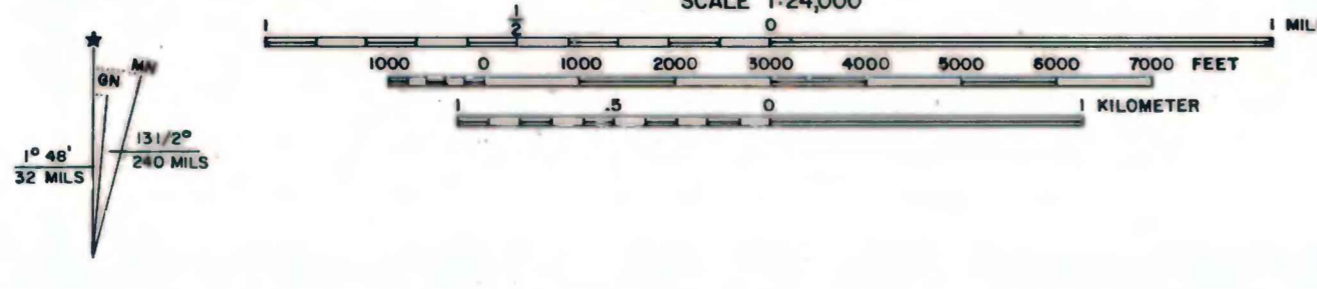 SCALE 1:24,000
1 1/2 0 1 MIL
1000 0 1000 2000 3000 4000 5000 6000 7000 FEET
1 .5 0 1 KILOMETER
★
GN MN
1° 48'
32 MILS
13 1/2°
240 MILS